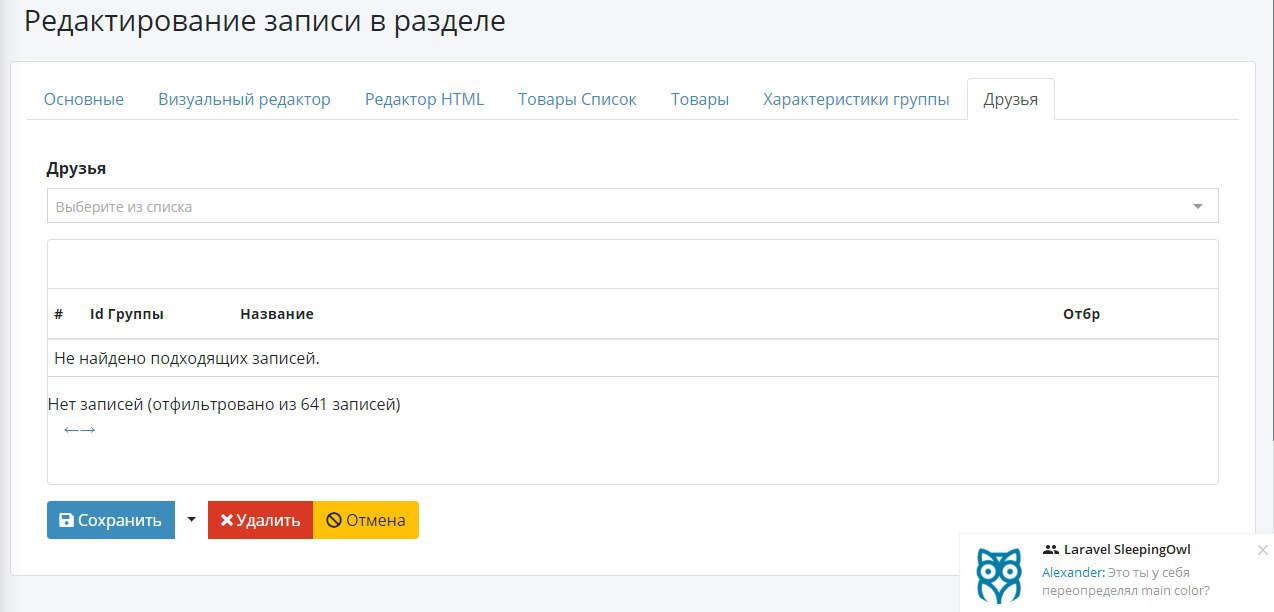 Редактирование записи в разделе
Основные Визуальный редактор Редактор HTML Товары Список Товары Характеристики группы Друзья
Друзья
Выберите из списка
# Id Группы Название Отбр
Не найдено подходящих записей.
Нет записей (отфильтровано из 641 записей)
←→
Сохранить Удалить Отмена
Laravel SleepingOwl
Alexander: Это ты у себя
переопределял main color?